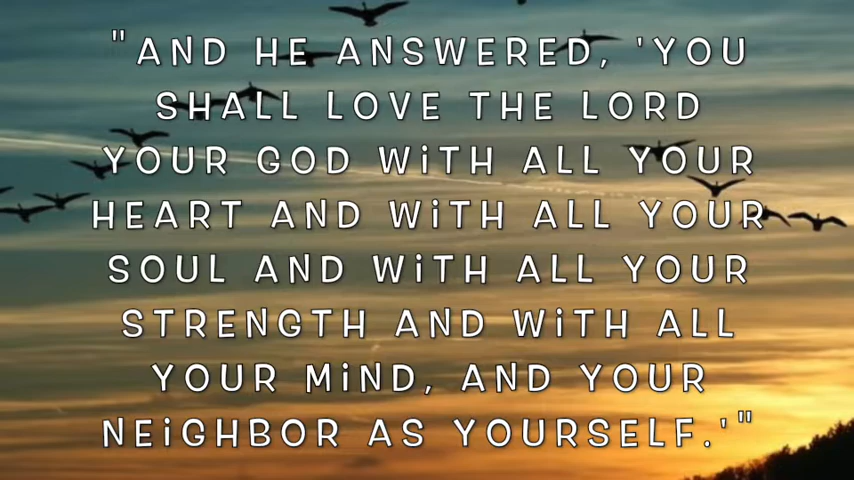 "AND HE ANSWERED, 'YOU
SHALL LOVE THE LORD
YOUR GOD WiTH ALL YOUR
HEART AND WiTH ALL YOUR
SOUL AND WiTH ALL YOUR
STRENGTH AND WiTH ALL
YOUR MiND, AND YOUR
NEiGHBOR AS YOURSELF.'"